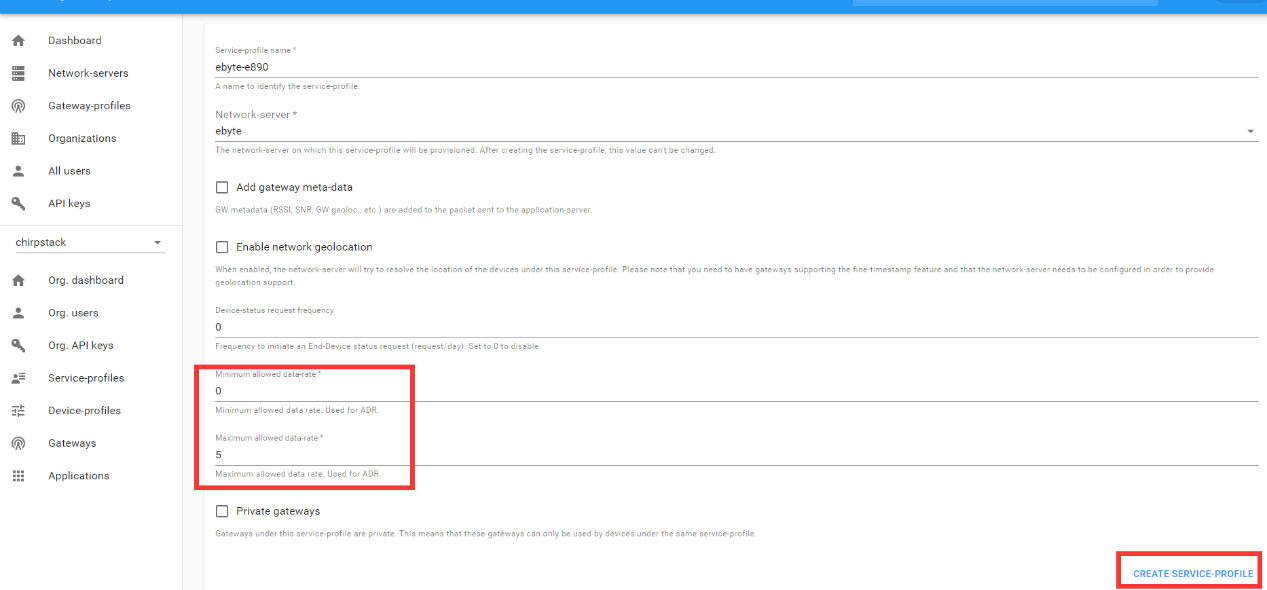 Dashboard
Network-servers
Gateway-profiles
Organizations
All users
API keys
chirpstack
Org. dashboard
Org. users
Org. API keys
Service-profiles
Device-profiles
Gateways
Applications
Service-profile name *
ebyte-e890
A name to identify the service-profile.
Network-server *
ebyte
The network-server on which this service-profile will be provisioned. After creating the service-profile, this value can't be changed.
Add gateway meta-data
GW metadata (RSSI, SNR, GW geoloc., etc.) are added to the packet sent to the application-server.
Enable network geolocation
When enabled, the network-server will try to resolve the location of the devices under this service-profile. Please note that you need to have gateways supporting the fine-timestamp feature and that the network-server needs to be configured in order to provide
geolocation support.
Device-status request frequency
0
Frequency to initiate an End-Device status request (request/day). Set to 0 to disable.
Minimum allowed data-rate *
0
Minimum allowed data rate. Used for ADR.
Maximum allowed data-rate *
5
Maximum allowed data rate. Used for ADR.
Private gateways
Gateways under this service-profile are private. This means that these gateways can only be used by devices under the same service-profile.
CREATE SERVICE-PROFILE